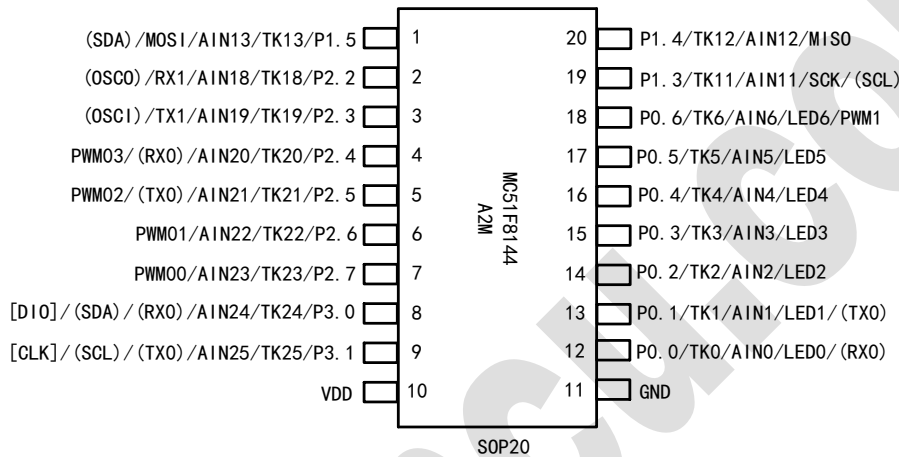 (SDA)/MOSI/AIN13/TK13/P1.5 1 20 P1.4/TK12/AIN12/MISO
(OSCO)/RX1/AIN18/TK18/P2.2 2 19 P1.3/TK11/AIN11/SCK/(SCL)
(OSCI)/TX1/AIN19/TK19/P2.3 3 18 P0.6/TK6/AIN6/LED6/PWM1
PWM03/(RX0)/AIN20/TK20/P2.4 4 17 P0.5/TK5/AIN5/LED5
PWM02/(TX0)/AIN21/TK21/P2.5 5 16 P0.4/TK4/AIN4/LED4
PWM01/AIN22/TK22/P2.6 6 15 P0.3/TK3/AIN3/LED3
PWM00/AIN23/TK23/P2.7 7 14 P0.2/TK2/AIN2/LED2
[DIO]/(SDA)/(RX0)/AIN24/TK24/P3.0 8 13 P0.1/TK1/AIN1/LED1/(TX0)
[CLK]/(SCL)/(TX0)/AIN25/TK25/P3.1 9 12 P0.0/TK0/AIN0/LED0/(RX0)
VDD 10 11 GND
MC51F8144
A2M
SOP20